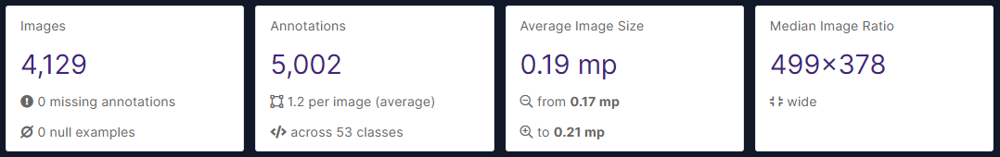 Images
4,129
0 missing annotations
0 null examples
Annotations
5,002
1.2 per image (average)
across 53 classes
Average Image Size
0.19 mp
from 0.17 mp
to 0.21 mp
Median Image Ratio
499×378
wide